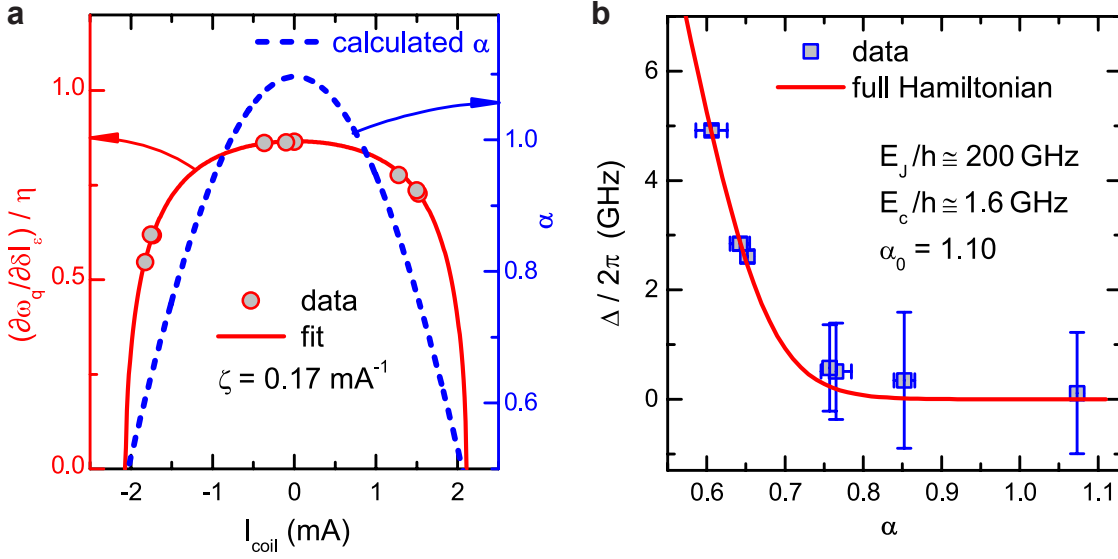 a
calculated α
1.0
0.5
0.0
(∂ω_q/∂δI_ε) / η
data
fit
ζ = 0.17 mA⁻¹
1.0
0.8
0.6
α
-2
-1
0
1
2
I_coil (mA)
b
data
full Hamiltonian
E_J/h ≅ 200 GHz
E_c/h ≅ 1.6 GHz
α₀ = 1.10
6
4
2
0
Δ / 2π (GHz)
0.6
0.7
0.8
0.9
1.0
1.1
α